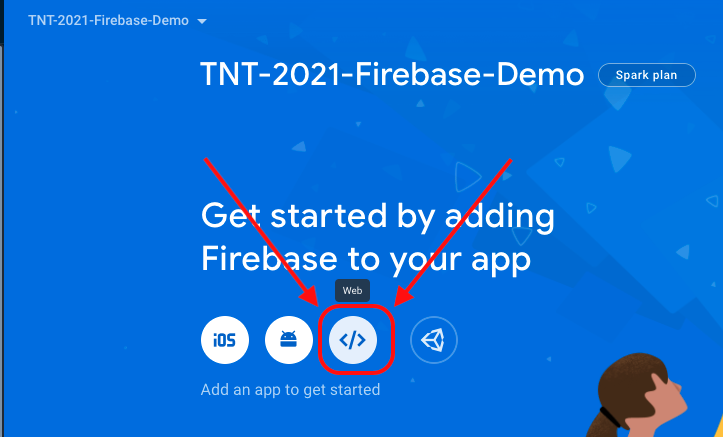 TNT-2021-Firebase-Demo
TNT-2021-Firebase-Demo
Spark plan
Get started by adding
Firebase to your app
Web
iOS
</>
Add an app to get started